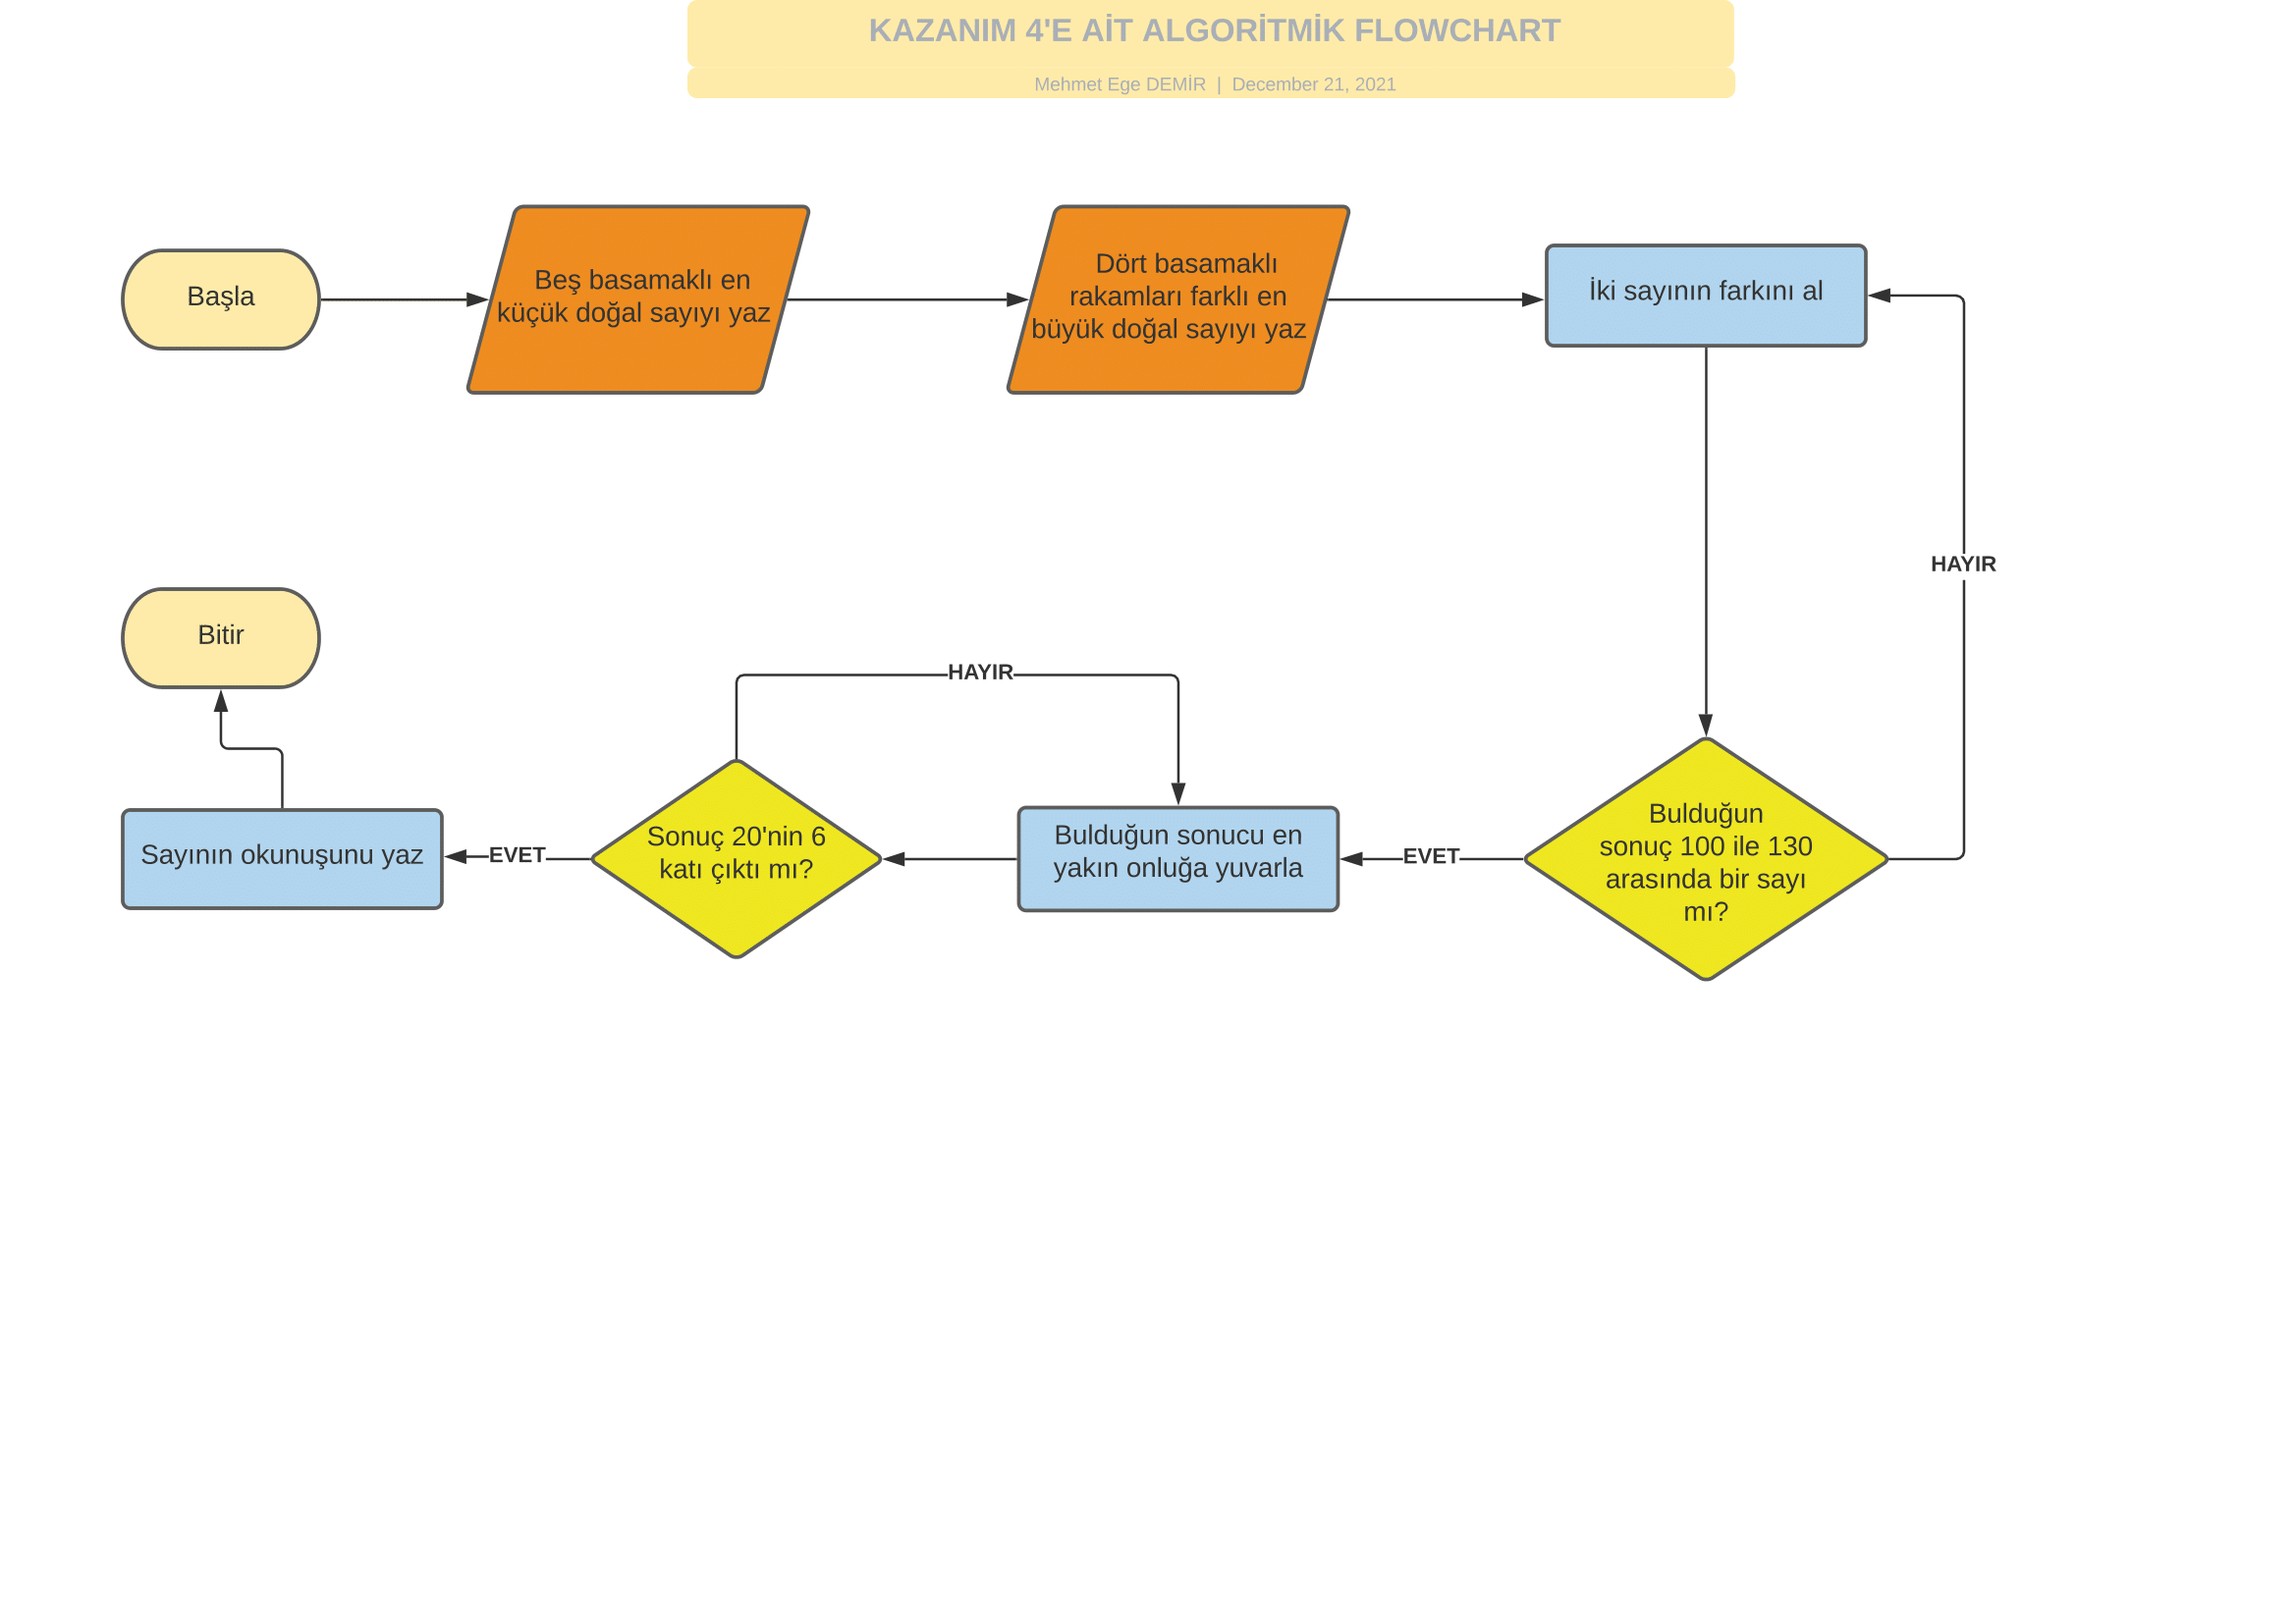 KAZANIM 4'E AİT ALGORİTMİK FLOWCHART
Mehmet Ege DEMİR | December 21, 2021
Başla
Beş basamaklı en
küçük doğal sayıyı yaz
Dört basamaklı
rakamları farklı en
büyük doğal sayıyı yaz
İki sayının farkını al
HAYIR
Bulduğun
sonuç 100 ile 130
arasında bir sayı
mı?
EVET
Bulduğun sonucu en
yakın onluğa yuvarla
HAYIR
Sonuç 20'nin 6
katı çıktı mı?
EVET
Sayının okunuşunu yaz
Bitir